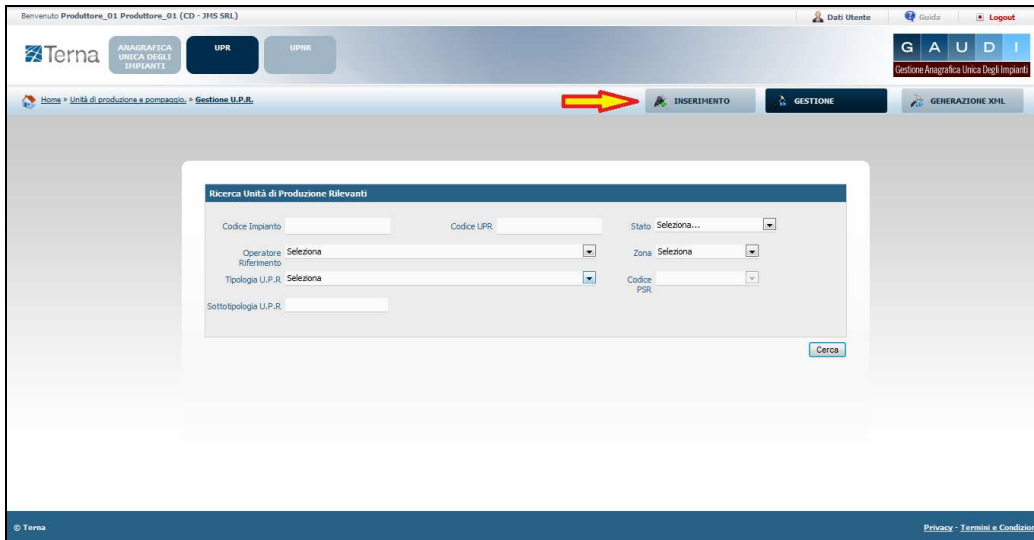 Benvenuto Produttore_01 Produttore_01 (CD - JMS SRL) Dati Utente Guida Logout
Terna
ANAGRAFICA UNICA DEGLI IMPIANTI
UPR
UPNR
G A U D I
Gestione Anagrafica Unica Degli Impianti
Home » Unità di produzione e pompaggio. » Gestione U.P.R.
INSERIMENTO
GESTIONE
GENERAZIONE XML
Ricerca Unità di Produzione Rilevanti
Codice Impianto Codice UPR Stato Seleziona...
Operatore Riferimento Seleziona Zona Seleziona
Tipologia U.P.R Seleziona Codice PSR
Sottotipologia U.P.R
Cerca
© Terna Privacy - Termini e Condizion